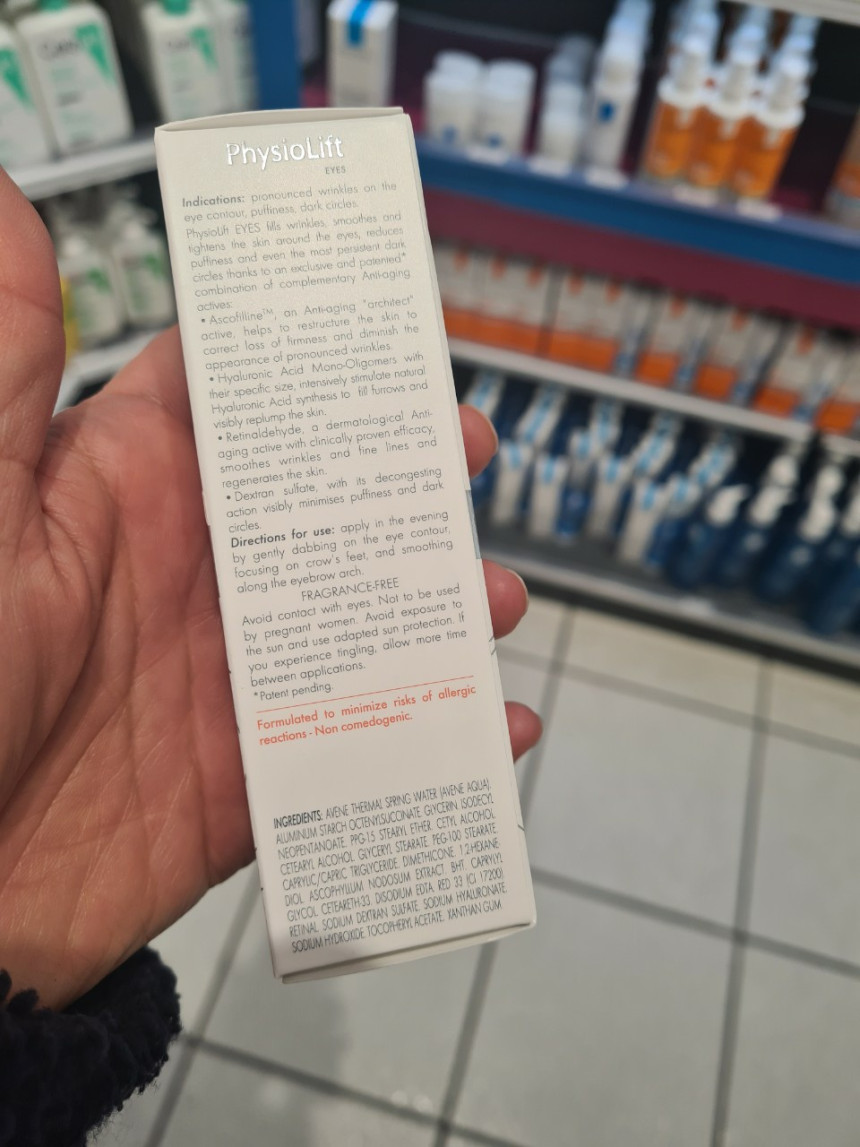 PhysioLift
EYES
Indications: pronounced wrinkles on the
eye contour, puffiness, dark circles.
PhysioLift EYES fills wrinkles, smoothes and
tightens the skin around the eyes, reduces
puffiness and even the most persistent dark
circles thanks to an exclusive and patented*
combination of complementary Anti-aging
actives:
• Ascofilline™, an Anti-aging "architect"
active, helps to restructure the skin to
correct loss of firmness and diminish the
appearance of pronounced wrinkles.
• Hyaluronic Acid Mono-Oligomers with
their specific size, intensively stimulate natural
Hyaluronic Acid synthesis to fill furrows and
visibly replump the skin.
• Retinaldehyde, a dermatological Anti-
aging active with clinically proven efficacy,
smoothes wrinkles and fine lines and
regenerates the skin.
• Dextran sulfate, with its decongesting
action visibly minimises puffiness and dark
circles.
Directions for use: apply in the evening
by gently dabbing on the eye contour,
focusing on crow's feet, and smoothing
along the eyebrow arch.
FRAGRANCE-FREE
Avoid contact with eyes. Not to be used
by pregnant women. Avoid exposure to
the sun and use adapted sun protection. If
you experience tingling, allow more time
between applications.
*Patent pending.
Formulated to minimize risks of allergic
reactions - Non comedogenic.
INGREDIENTS: AVENE THERMAL SPRING WATER (AVENE AQUA).
ALUMINUM STARCH OCTENYLSUCCINATE. GLYCERIN. ISODECYL
NEOPENTANOATE. PPG-15 STEARYL ETHER. CETYL ALCOHOL.
CETEARYL ALCOHOL. GLYCERYL STEARATE. PEG-100 STEARATE.
CAPRYLIC/CAPRIC TRIGLYCERIDE. DIMETHICONE. 1,2-HEXANE-
DIOL. ASCOPHYLLUM NODOSUM EXTRACT. BHT. CAPRYLYL
GLYCOL. CETEARETH-33. DISODIUM EDTA. RED 33 (CI 17200).
RETINAL. SODIUM DEXTRAN SULFATE. SODIUM HYALURONATE.
SODIUM HYDROXIDE. TOCOPHERYL ACETATE. XANTHAN GUM.